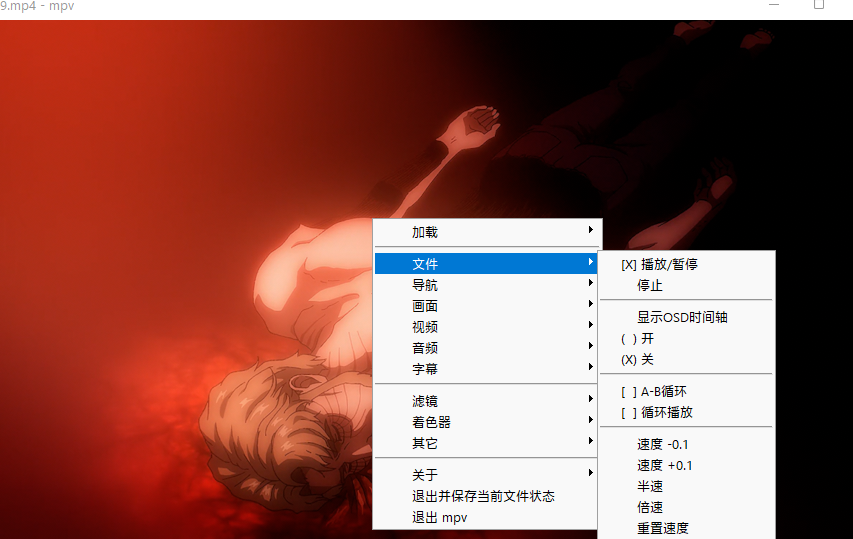 9.mp4 - mpv
加载
文件
导航
画面
视频
音频
字幕
滤镜
着色器
其它
关于
退出并保存当前文件状态
退出 mpv
[X] 播放/暂停
停止
显示OSD时间轴
( ) 开
(X) 关
[ ] A-B循环
[ ] 循环播放
速度 -0.1
速度 +0.1
半速
倍速
重置速度